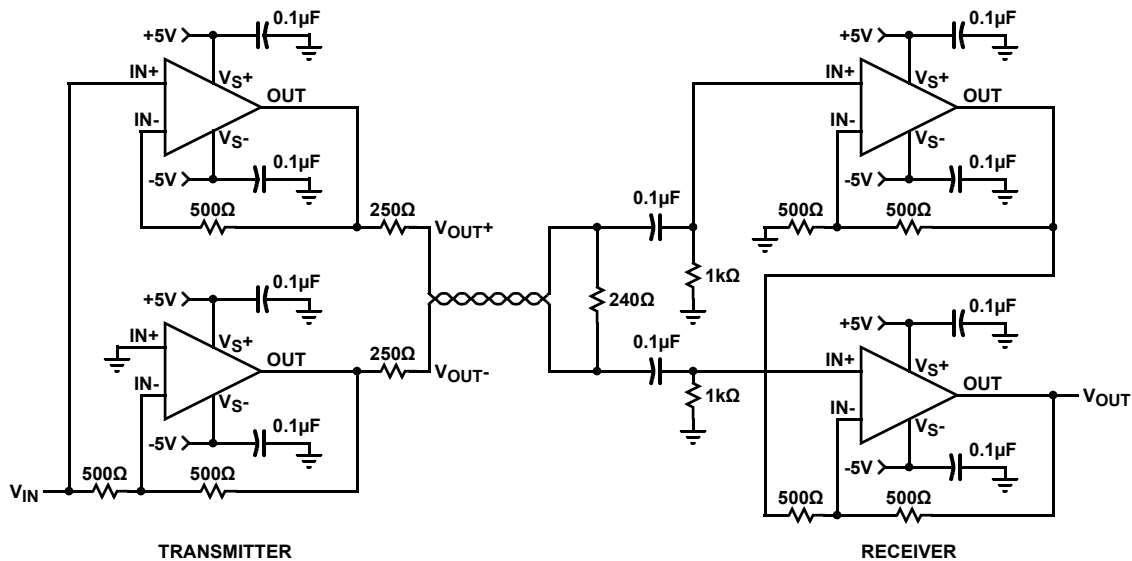 0.1µF
+5V
IN+
VS+
OUT
IN-
VS-
0.1µF
-5V
500Ω
250Ω
VOUT+
0.1µF
+5V
IN+
VS+
OUT
250Ω
VOUT-
IN-
VS-
0.1µF
-5V
500Ω
500Ω
VIN
TRANSMITTER
0.1µF
1kΩ
240Ω
0.1µF
1kΩ
0.1µF
+5V
IN+
VS+
OUT
IN-
VS-
0.1µF
-5V
500Ω
500Ω
0.1µF
+5V
IN+
VS+
OUT
VOUT
IN-
VS-
0.1µF
-5V
500Ω
500Ω
RECEIVER